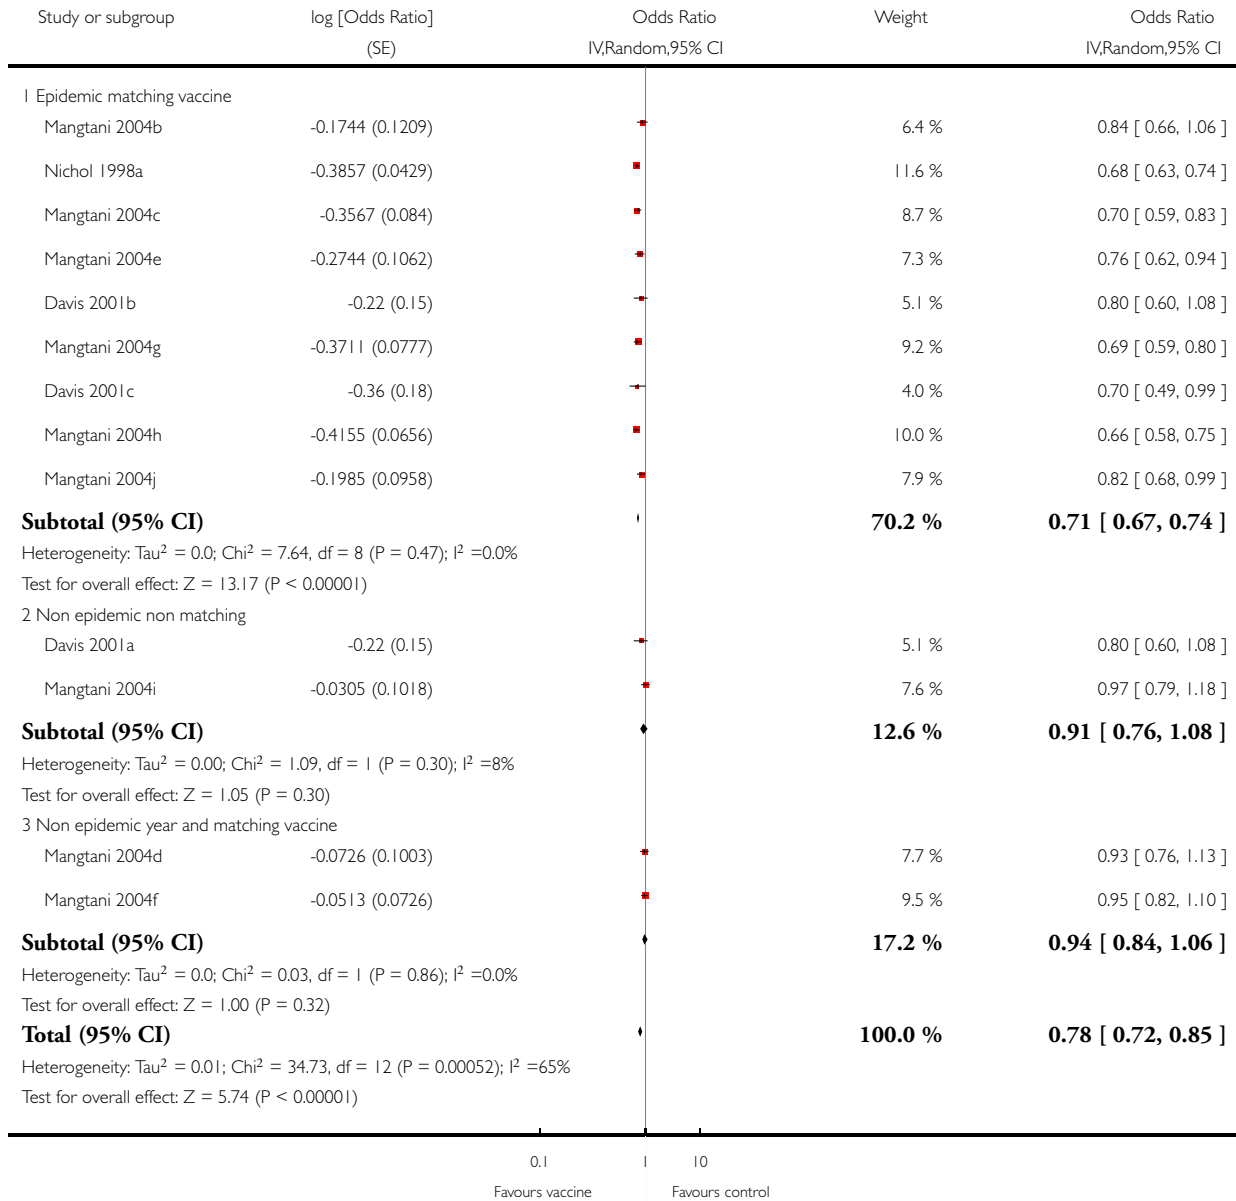 Study or subgroup log [Odds Ratio] Odds Ratio Weight Odds Ratio
(SE) IV,Random,95% CI IV,Random,95% CI
1 Epidemic matching vaccine
Mangtani 2004b -0.1744 (0.1209) 6.4 % 0.84 [ 0.66, 1.06 ]
Nichol 1998a -0.3857 (0.0429) 11.6 % 0.68 [ 0.63, 0.74 ]
Mangtani 2004c -0.3567 (0.084) 8.7 % 0.70 [ 0.59, 0.83 ]
Mangtani 2004e -0.2744 (0.1062) 7.3 % 0.76 [ 0.62, 0.94 ]
Davis 2001b -0.22 (0.15) 5.1 % 0.80 [ 0.60, 1.08 ]
Mangtani 2004g -0.3711 (0.0777) 9.2 % 0.69 [ 0.59, 0.80 ]
Davis 2001c -0.36 (0.18) 4.0 % 0.70 [ 0.49, 0.99 ]
Mangtani 2004h -0.4155 (0.0656) 10.0 % 0.66 [ 0.58, 0.75 ]
Mangtani 2004j -0.1985 (0.0958) 7.9 % 0.82 [ 0.68, 0.99 ]
Subtotal (95% CI) 70.2 % 0.71 [ 0.67, 0.74 ]
Heterogeneity: Tau² = 0.0; Chi² = 7.64, df = 8 (P = 0.47); I² =0.0%
Test for overall effect: Z = 13.17 (P < 0.00001)
2 Non epidemic non matching
Davis 2001a -0.22 (0.15) 5.1 % 0.80 [ 0.60, 1.08 ]
Mangtani 2004i -0.0305 (0.1018) 7.6 % 0.97 [ 0.79, 1.18 ]
Subtotal (95% CI) 12.6 % 0.91 [ 0.76, 1.08 ]
Heterogeneity: Tau² = 0.00; Chi² = 1.09, df = 1 (P = 0.30); I² =8%
Test for overall effect: Z = 1.05 (P = 0.30)
3 Non epidemic year and matching vaccine
Mangtani 2004d -0.0726 (0.1003) 7.7 % 0.93 [ 0.76, 1.13 ]
Mangtani 2004f -0.0513 (0.0726) 9.5 % 0.95 [ 0.82, 1.10 ]
Subtotal (95% CI) 17.2 % 0.94 [ 0.84, 1.06 ]
Heterogeneity: Tau² = 0.0; Chi² = 0.03, df = 1 (P = 0.86); I² =0.0%
Test for overall effect: Z = 1.00 (P = 0.32)
Total (95% CI) 100.0 % 0.78 [ 0.72, 0.85 ]
Heterogeneity: Tau² = 0.01; Chi² = 34.73, df = 12 (P = 0.00052); I² =65%
Test for overall effect: Z = 5.74 (P < 0.00001)
0.1 1 10
Favours vaccine Favours control